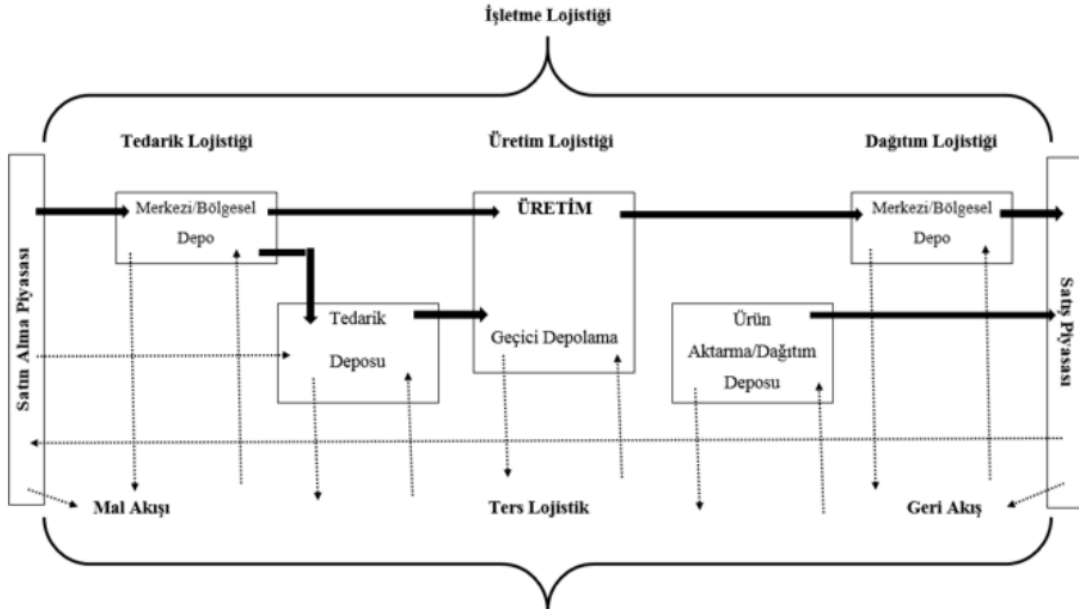 İşletme Lojistiği
Tedarik Lojistiği
Üretim Lojistiği
Dağıtım Lojistiği
Satın Alma Piyasası
Merkezi/Bölgesel
Depo
ÜRETİM
Merkezi/Bölgesel
Depo
Satış Piyasası
Tedarik
Deposu
Geçici Depolama
Ürün
Aktarma/Dağıtım
Deposu
Mal Akışı
Ters Lojistik
Geri Akış